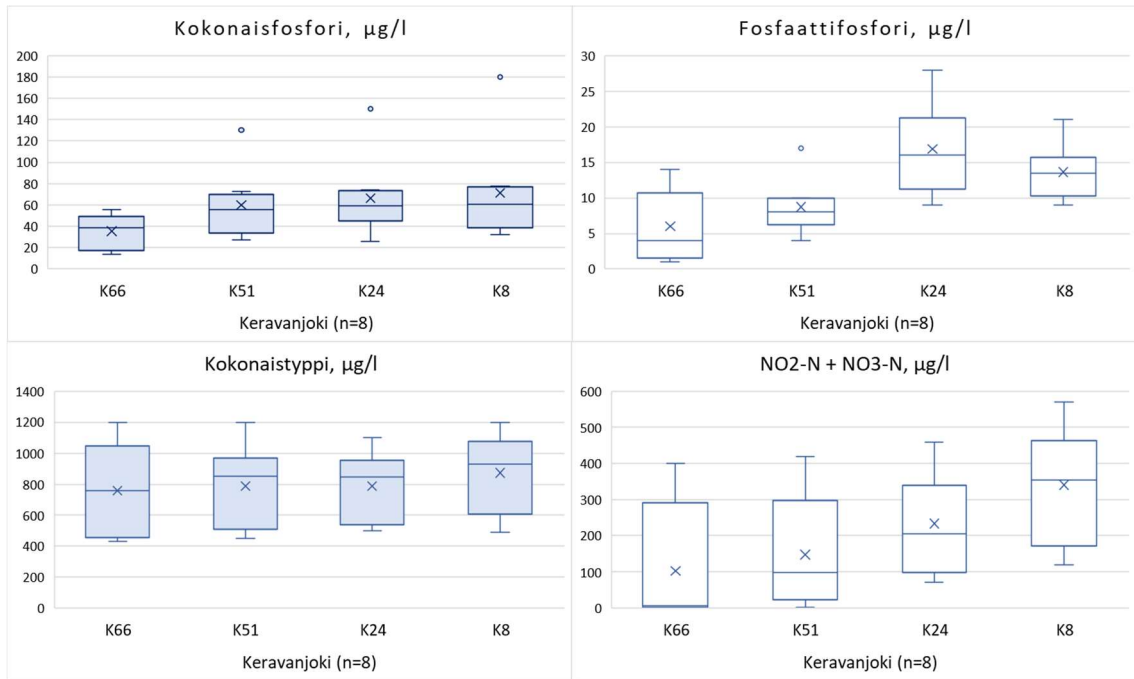 Kokonaisfosfori, µg/l
200
180
160
140
120
100
80
60
40
20
0
K66 K51 K24 K8
Keravanjoki (n=8)
Fosfaattifosfori, µg/l
30
25
20
15
10
5
0
K66 K51 K24 K8
Keravanjoki (n=8)
Kokonaistyppi, µg/l
1400
1200
1000
800
600
400
200
0
K66 K51 K24 K8
Keravanjoki (n=8)
NO2-N + NO3-N, µg/l
600
500
400
300
200
100
0
K66 K51 K24 K8
Keravanjoki (n=8)